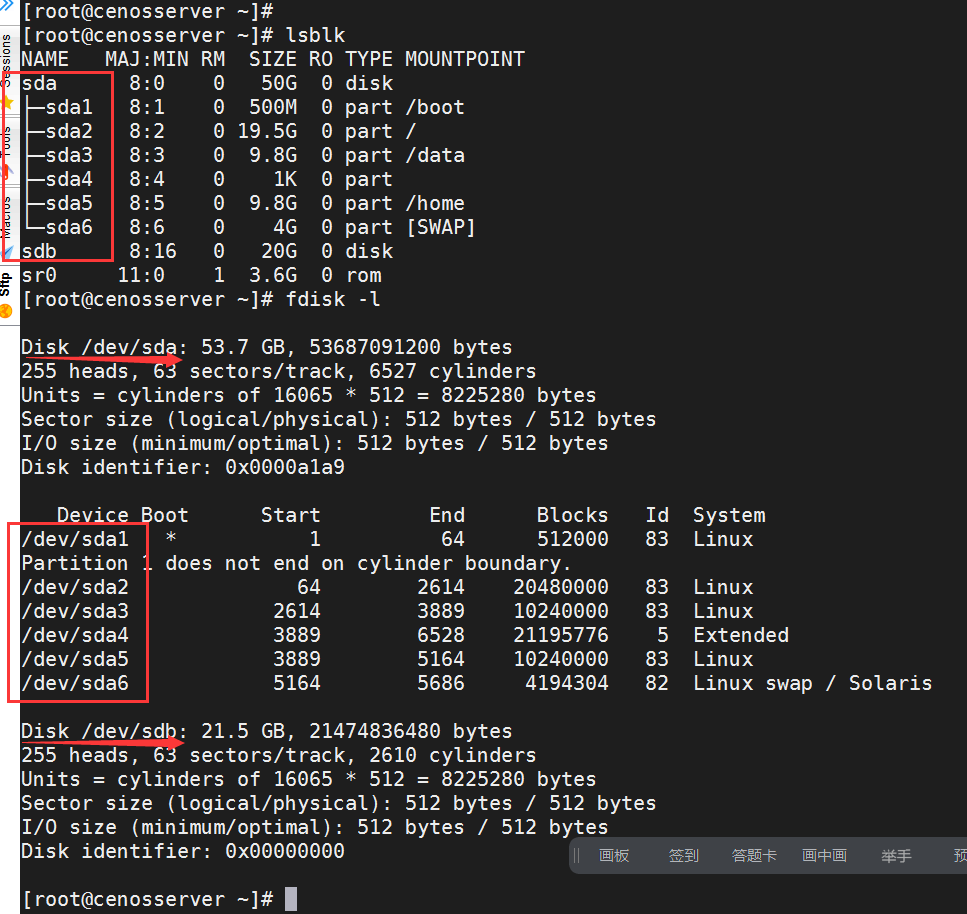 [root@cenosserver ~]#
[root@cenosserver ~]# lsblk
NAME   MAJ:MIN RM  SIZE RO TYPE MOUNTPOINT
sda      8:0    0   50G  0 disk
├─sda1   8:1    0  500M  0 part /boot
├─sda2   8:2    0 19.5G  0 part /
├─sda3   8:3    0  9.8G  0 part /data
├─sda4   8:4    0    1K  0 part
├─sda5   8:5    0  9.8G  0 part /home
└─sda6   8:6    0    4G  0 part [SWAP]
sdb      8:16   0   20G  0 disk
sr0     11:0    1  3.6G  0 rom
[root@cenosserver ~]# fdisk -l
Disk /dev/sda: 53.7 GB, 53687091200 bytes
255 heads, 63 sectors/track, 6527 cylinders
Units = cylinders of 16065 * 512 = 8225280 bytes
Sector size (logical/physical): 512 bytes / 512 bytes
I/O size (minimum/optimal): 512 bytes / 512 bytes
Disk identifier: 0x0000a1a9
   Device Boot      Start         End      Blocks   Id  System
/dev/sda1   *           1          64      512000   83  Linux
Partition 1 does not end on cylinder boundary.
/dev/sda2              64        2614    20480000   83  Linux
/dev/sda3            2614        3889    10240000   83  Linux
/dev/sda4            3889        6528    21195776    5  Extended
/dev/sda5            3889        5164    10240000   83  Linux
/dev/sda6            5164        5686     4194304   82  Linux swap / Solaris
Disk /dev/sdb: 21.5 GB, 21474836480 bytes
255 heads, 63 sectors/track, 2610 cylinders
Units = cylinders of 16065 * 512 = 8225280 bytes
Sector size (logical/physical): 512 bytes / 512 bytes
I/O size (minimum/optimal): 512 bytes / 512 bytes
Disk identifier: 0x00000000
[root@cenosserver ~]#
Sessions
Tools
Macros
Sftp
画板 签到 答题卡 画中画 举手 预